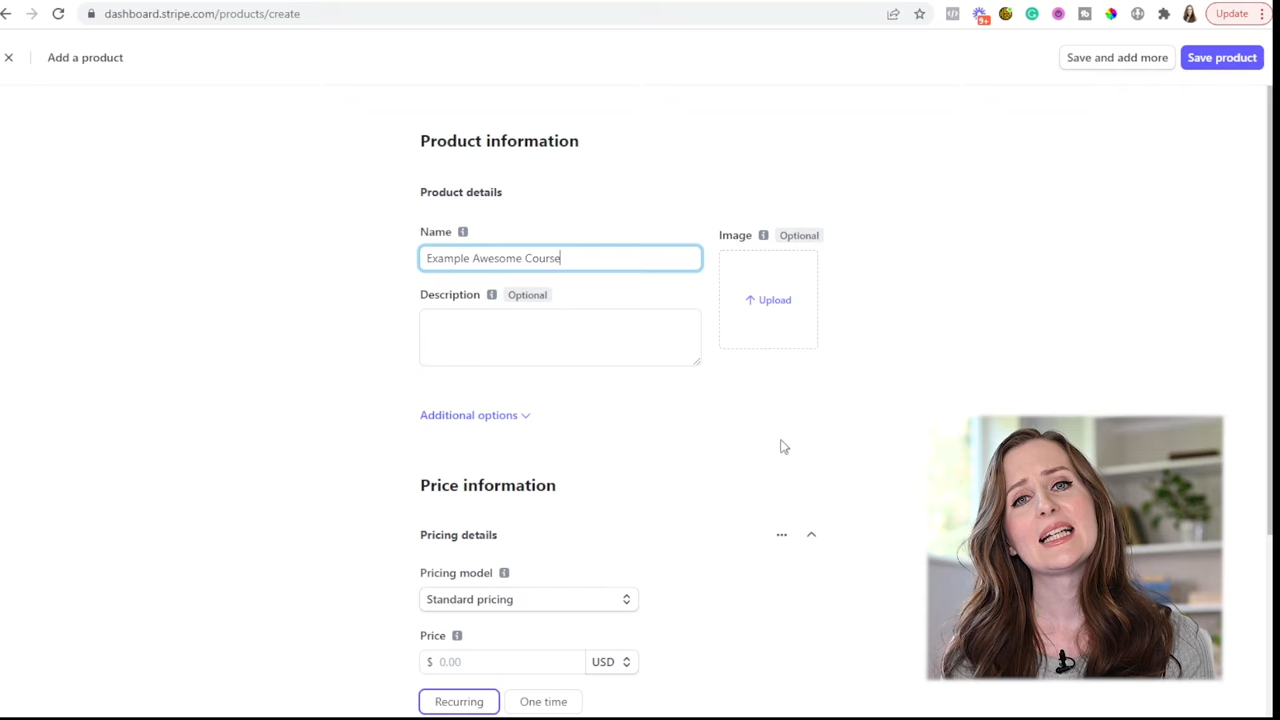 dashboard.stripe.com/products/create
9+
Update
Add a product
Save and add more
Save product
Product information
Product details
Name
Image Optional
Example Awesome Course
Description Optional
Upload
Additional options
Price information
Pricing details
Pricing model
Standard pricing
Price
$ 0.00 USD
Recurring One time